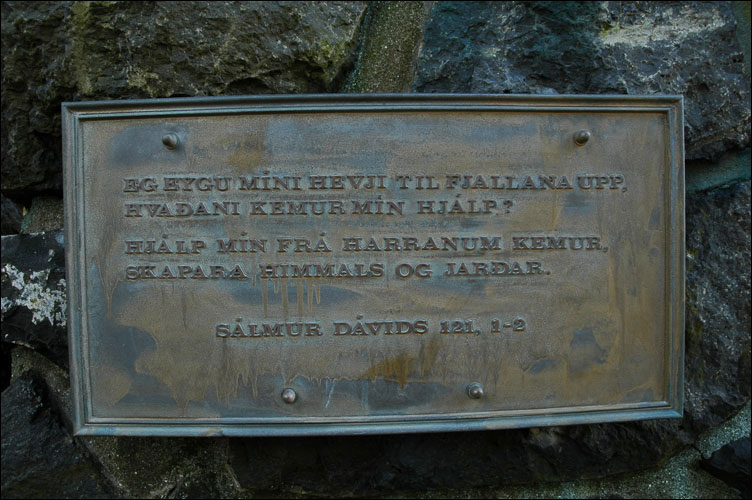 EG EYGU MÍNI HEVJI TIL FJALLANA UPP,
HVAÐANI KEMUR MÍN HJÁLP?
HJÁLP MÍN FRÁ HARRANUM KEMUR,
SKAPARA HIMMALS OG JARÐAR.
SÁLMUR DÁVIDS 121, 1-2